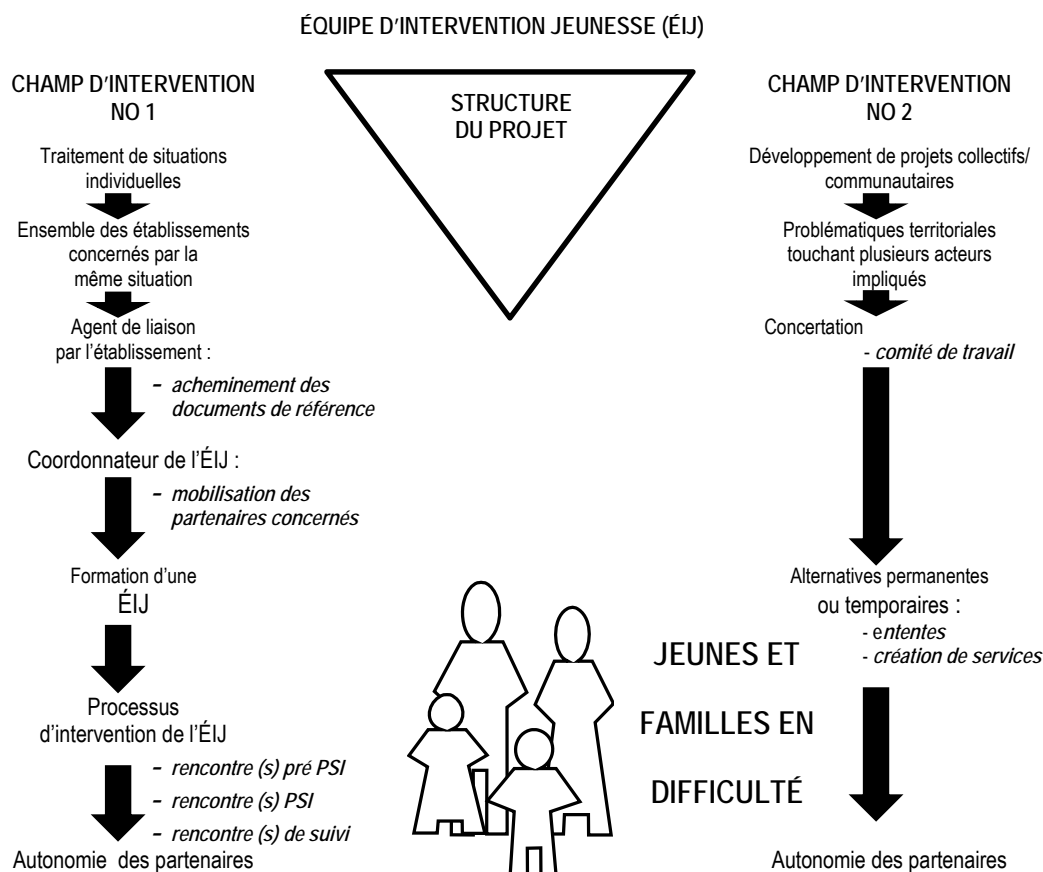 ÉQUIPE D'INTERVENTION JEUNESSE (ÉIJ)
CHAMP D'INTERVENTION
NO 1
Traitement de situations
individuelles
Ensemble des établissements
concernés par la
même situation
Agent de liaison
par l'établissement :
- acheminement des
documents de référence
Coordonnateur de l'ÉIJ :
- mobilisation des
partenaires concernés
Formation d'une
ÉIJ
Processus
d'intervention de l'ÉIJ
- rencontre (s) pré PSI
- rencontre (s) PSI
- rencontre (s) de suivi
Autonomie des partenaires
STRUCTURE
DU PROJET
JEUNES ET
FAMILLES EN
DIFFICULTÉ
CHAMP D'INTERVENTION
NO 2
Développement de projets collectifs/
communautaires
Problématiques territoriales
touchant plusieurs acteurs
impliqués
Concertation
- comité de travail
Alternatives permanentes
ou temporaires :
- ententes
- création de services
Autonomie des partenaires